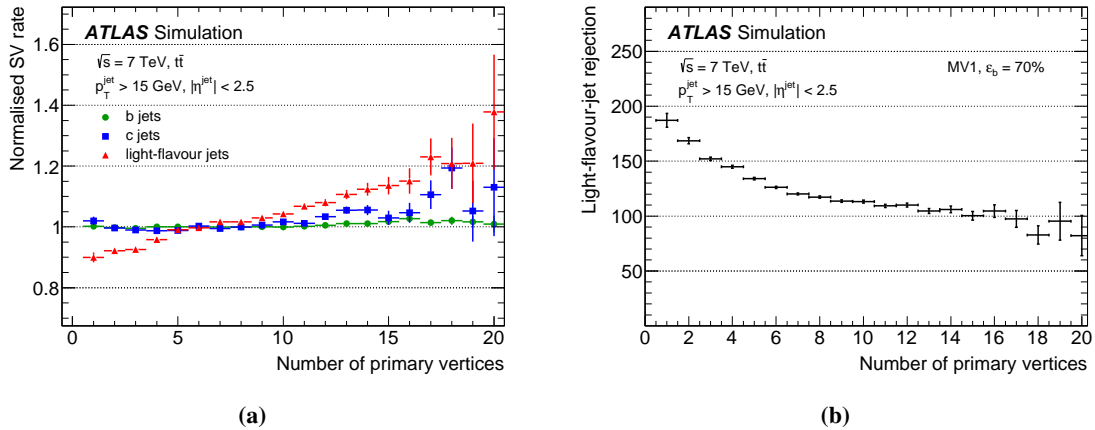 ATLAS Simulation
√s = 7 TeV, tt̄
p_T^jet > 15 GeV, |η^jet| < 2.5
b jets
c jets
light-flavour jets
Normalised SV rate
1.6
1.4
1.2
1
0.8
0
5
10
15
20
Number of primary vertices
(a)
ATLAS Simulation
√s = 7 TeV, tt̄
MV1, ε_b = 70%
p_T^jet > 15 GeV, |η^jet| < 2.5
Light-flavour-jet rejection
250
200
150
100
50
0
2
4
6
8
10
12
14
16
18
20
Number of primary vertices
(b)